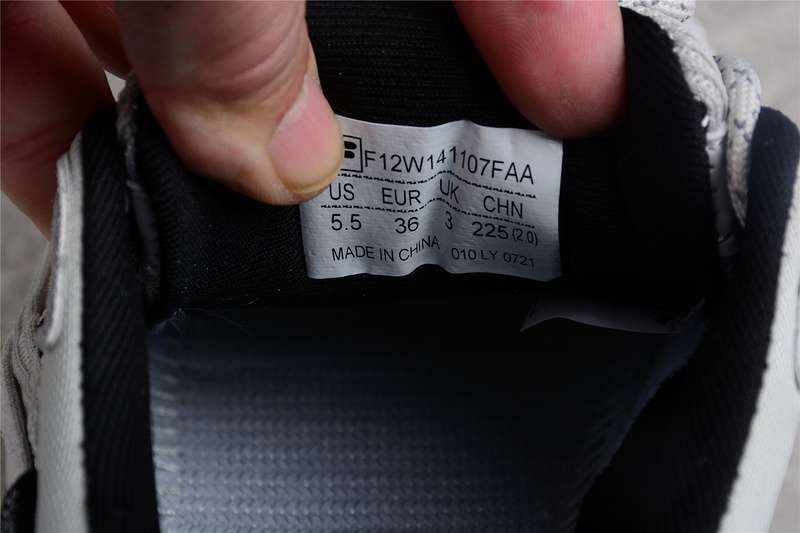 F12W141107FAA
US EUR UK CHN
5.5 36 3 225(2.0)
MADE IN CHINA 010 LY 0721